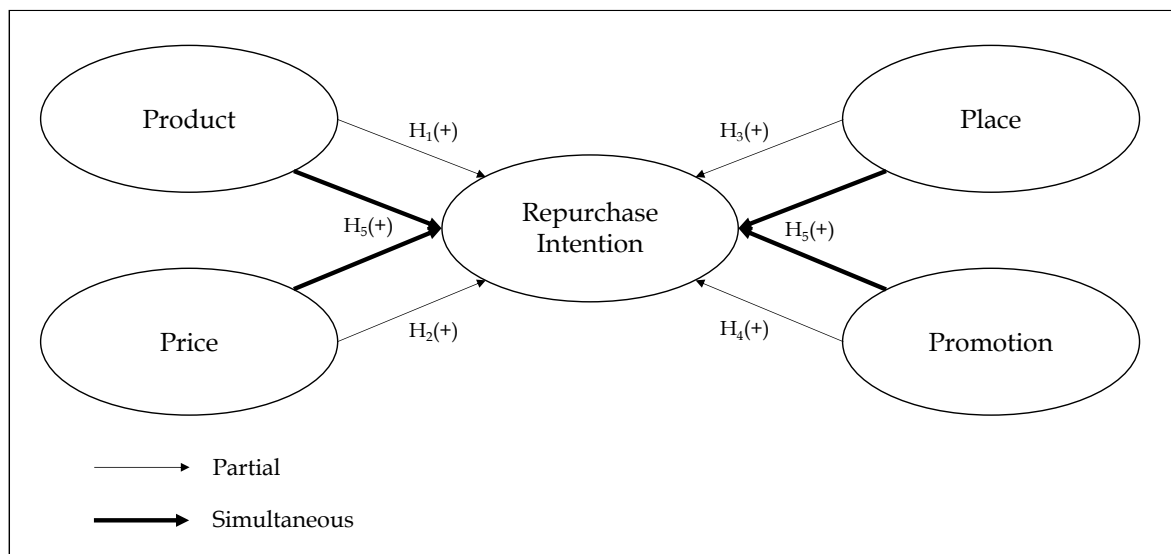 Product
Place
H₁(+)
H₃(+)
Repurchase
Intention
H₅(+)
H₅(+)
Price
Promotion
H₂(+)
H₄(+)
Partial
Simultaneous